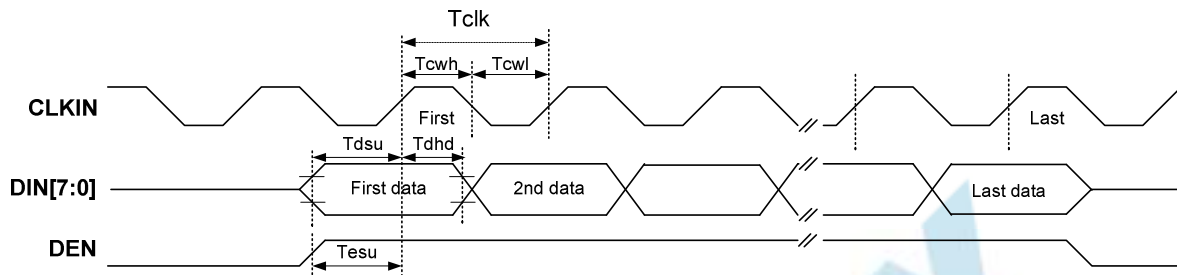 Tclk
Tcwh Tcwl
CLKIN
First
Last
Tdsu Tdhd
DIN[7:0]
First data
2nd data
Last data
DEN
Tesu